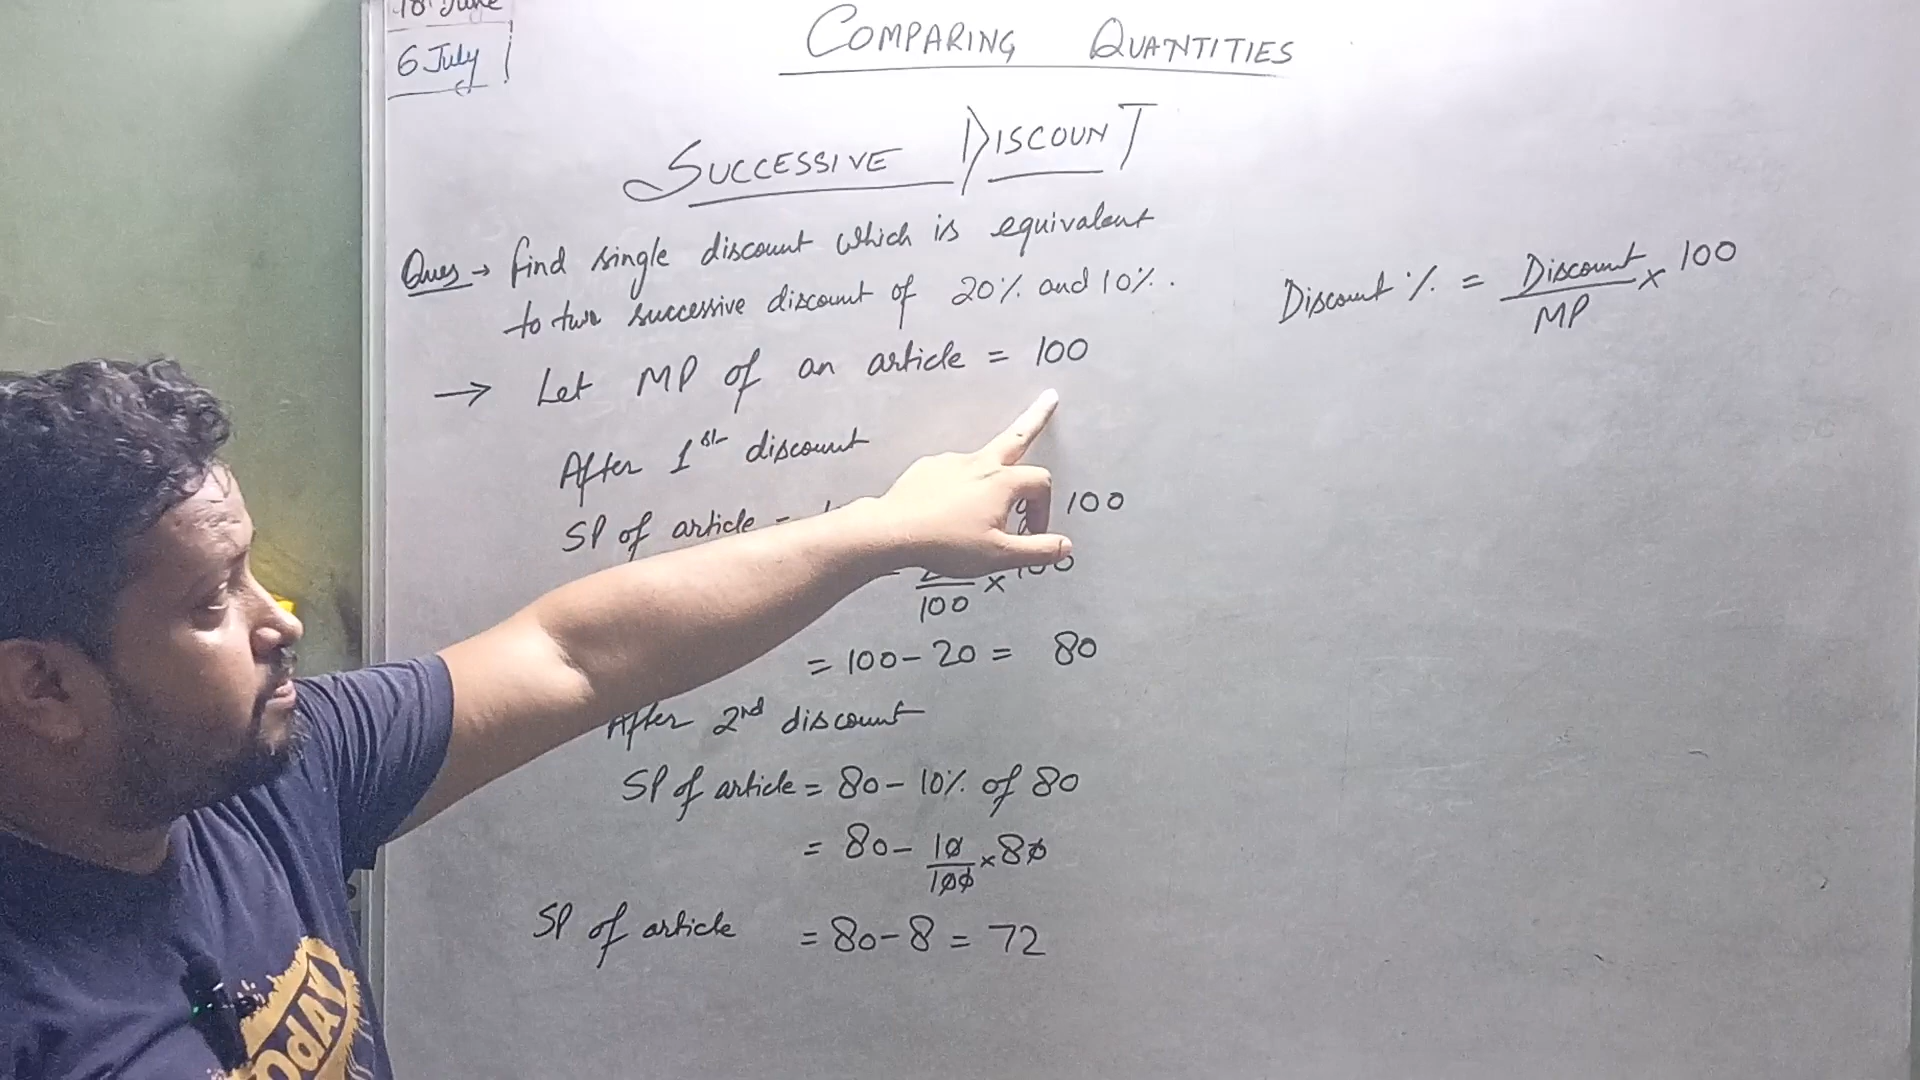 6 July
COMPARING QUANTITIES
SUCCESSIVE DISCOUNT
Ques → find single discount which is equivalent
to two successive discount of 20% and 10%.
Discount % = Discount/MP × 100
→ Let MP of an article = 100
After 1st discount
SP of article = 100
100 × 100
= 100 - 20 = 80
After 2nd discount
SP of article = 80 - 10% of 80
= 80 - 10/100 × 80
SP of article = 80 - 8 = 72